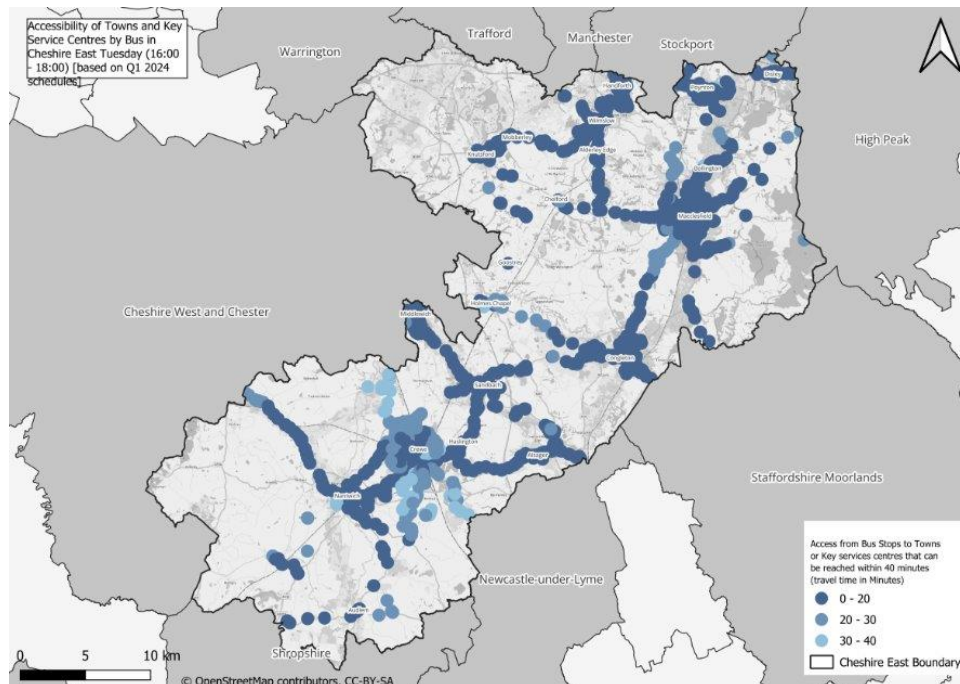 Accessibility of Towns and Key
Service Centres by Bus in
Cheshire East Tuesday (16:00
- 18:00) [based on Q1 2024
schedules]
Trafford
Manchester
Stockport
Warrington
High Peak
Cheshire West and Chester
Staffordshire Moorlands
Newcastle-under-Lyme
Shropshire
Disley
Handforth
Poynton
Wilmslow
Mobberley
Knutsford
Alderley Edge
Bollington
Chelford
Macclesfield
Goostrey
Holmes Chapel
Middlewich
Congleton
Sandbach
Haslington
Crewe
Alsager
Nantwich
Audlem
Access from Bus Stops to Towns
or Key services centres that can
be reached within 40 minutes
(travel time in Minutes)
0 - 20
20 - 30
30 - 40
Cheshire East Boundary
0 5 10 km
© OpenStreetMap contributors, CC-BY-SA